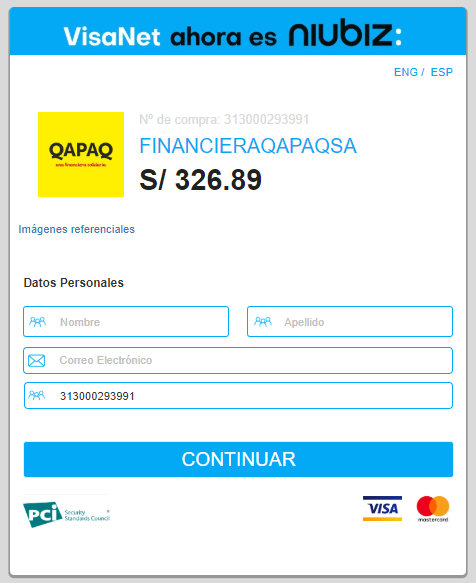 VisaNet ahora es niubiz:
ENG / ESP
Nº de compra: 313000293991
QAPAQ
una financiera solidaria.
FINANCIERAQAPAQSA
S/ 326.89
Imágenes referenciales
Datos Personales
Nombre
Apellido
Correo Electrónico
313000293991
CONTINUAR
PCi Security
Standards Council
VISA
mastercard